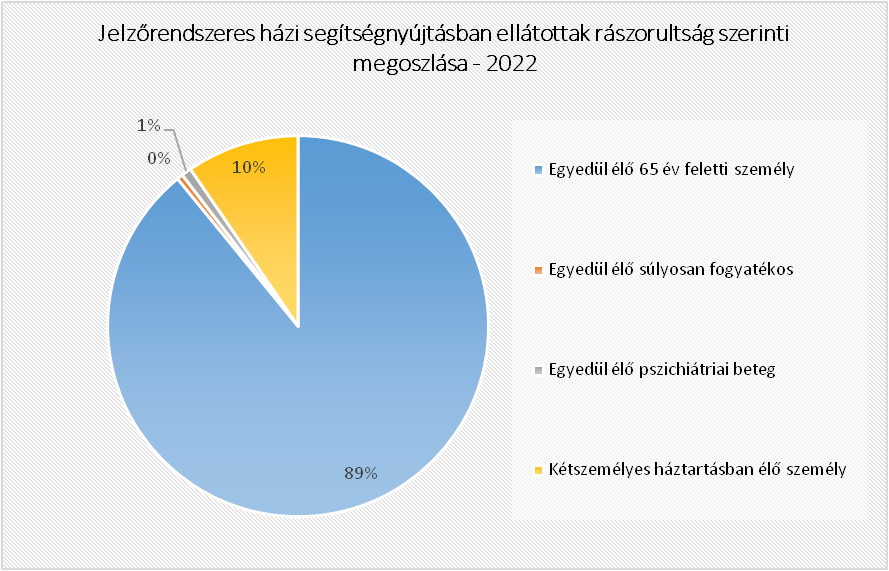 Jelzőrendszeres házi segítségnyújtásban ellátottak rászorultság szerinti
megoszlása - 2022
1%
0%
10%
89%
Egyedül élő 65 év feletti személy
Egyedül élő súlyosan fogyatékos
Egyedül élő pszichiátriai beteg
Kétszemélyes háztartásban élő személy